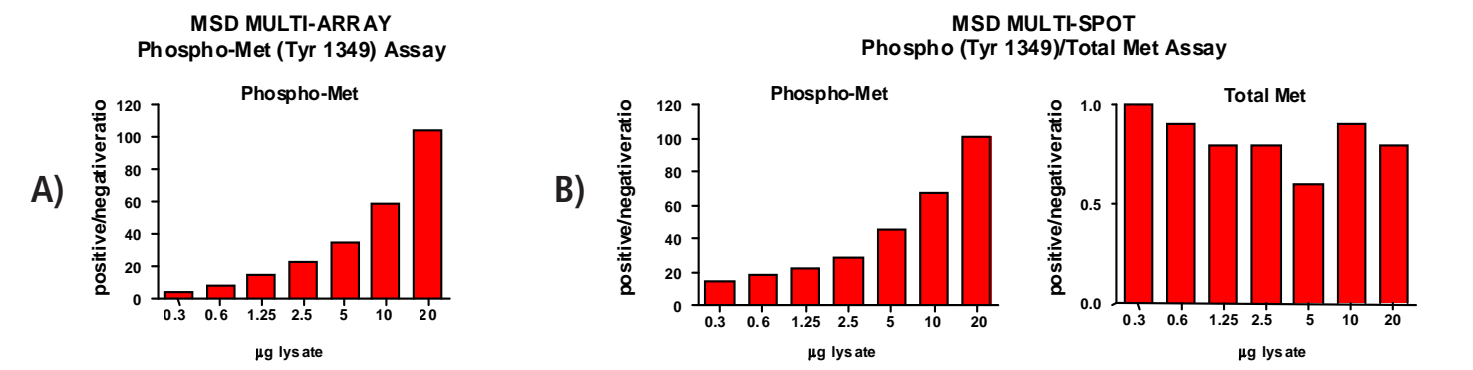 MSD MULTI-ARRAY
Phospho-Met (Tyr 1349) Assay
A)
Phospho-Met
positive/negativeratio
120
100
80
60
40
20
0
0.3 0.6 1.25 2.5 5 10 20
µg lysate
MSD MULTI-SPOT
Phospho (Tyr 1349)/Total Met Assay
B)
Phospho-Met
positive/negativeratio
120
100
80
60
40
20
0
0.3 0.6 1.25 2.5 5 10 20
µg lysate
Total Met
positive/negativeratio
1.0
0.5
0.0
0.3 0.6 1.25 2.5 5 10 20
µg lysate